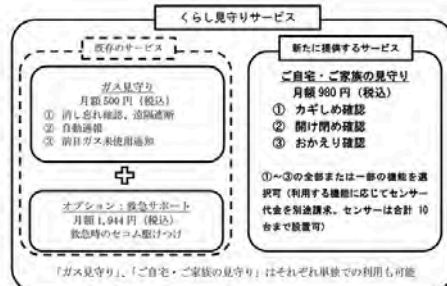 くらし見守りサービス
既存のサービス
ガス見守り
月額500円（税込）
① 消し忘れ確認、遠隔遮断
② 自動通報
③ 前日ガス未使用通知
オプション：救急サポート
月額1,944円（税込）
救急時のセコム駆けつけ
新たに提供するサービス
ご自宅・ご家族の見守り
月額980円（税込）
① カギしめ確認
② 開け閉め確認
③ おかえり確認
①～③の全部または一部の機能を選
択可（利用する機能に応じてセンサー
代金を別途請求。センサーは合計 10
台まで設置可）
「ガス見守り」、「ご自宅・ご家族の見守り」はそれぞれ単独での利用も可能